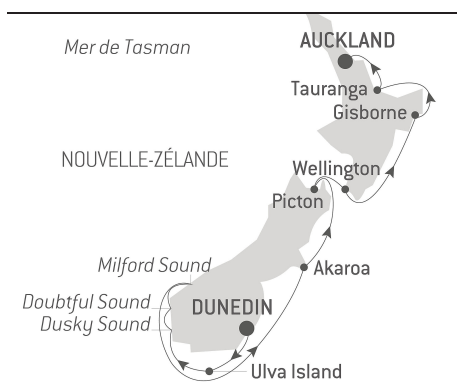 Mer de Tasman
AUCKLAND
Tauranga
Gisborne
NOUVELLE-ZÉLANDE
Wellington
Picton
Milford Sound
Akaroa
Doubtful Sound
DUNEDIN
Dusky Sound
Ulva Island